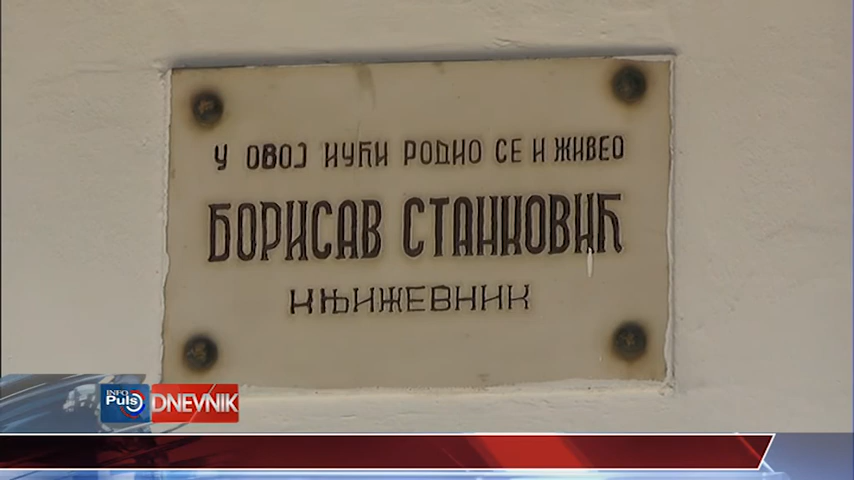 У ОВОЈ КУЋИ РОДИО СЕ И ЖИВЕО
БОРИСАВ СТАНКОВИЋ
КЊИЖЕВНИК
INFO
Puls DNEVNIK